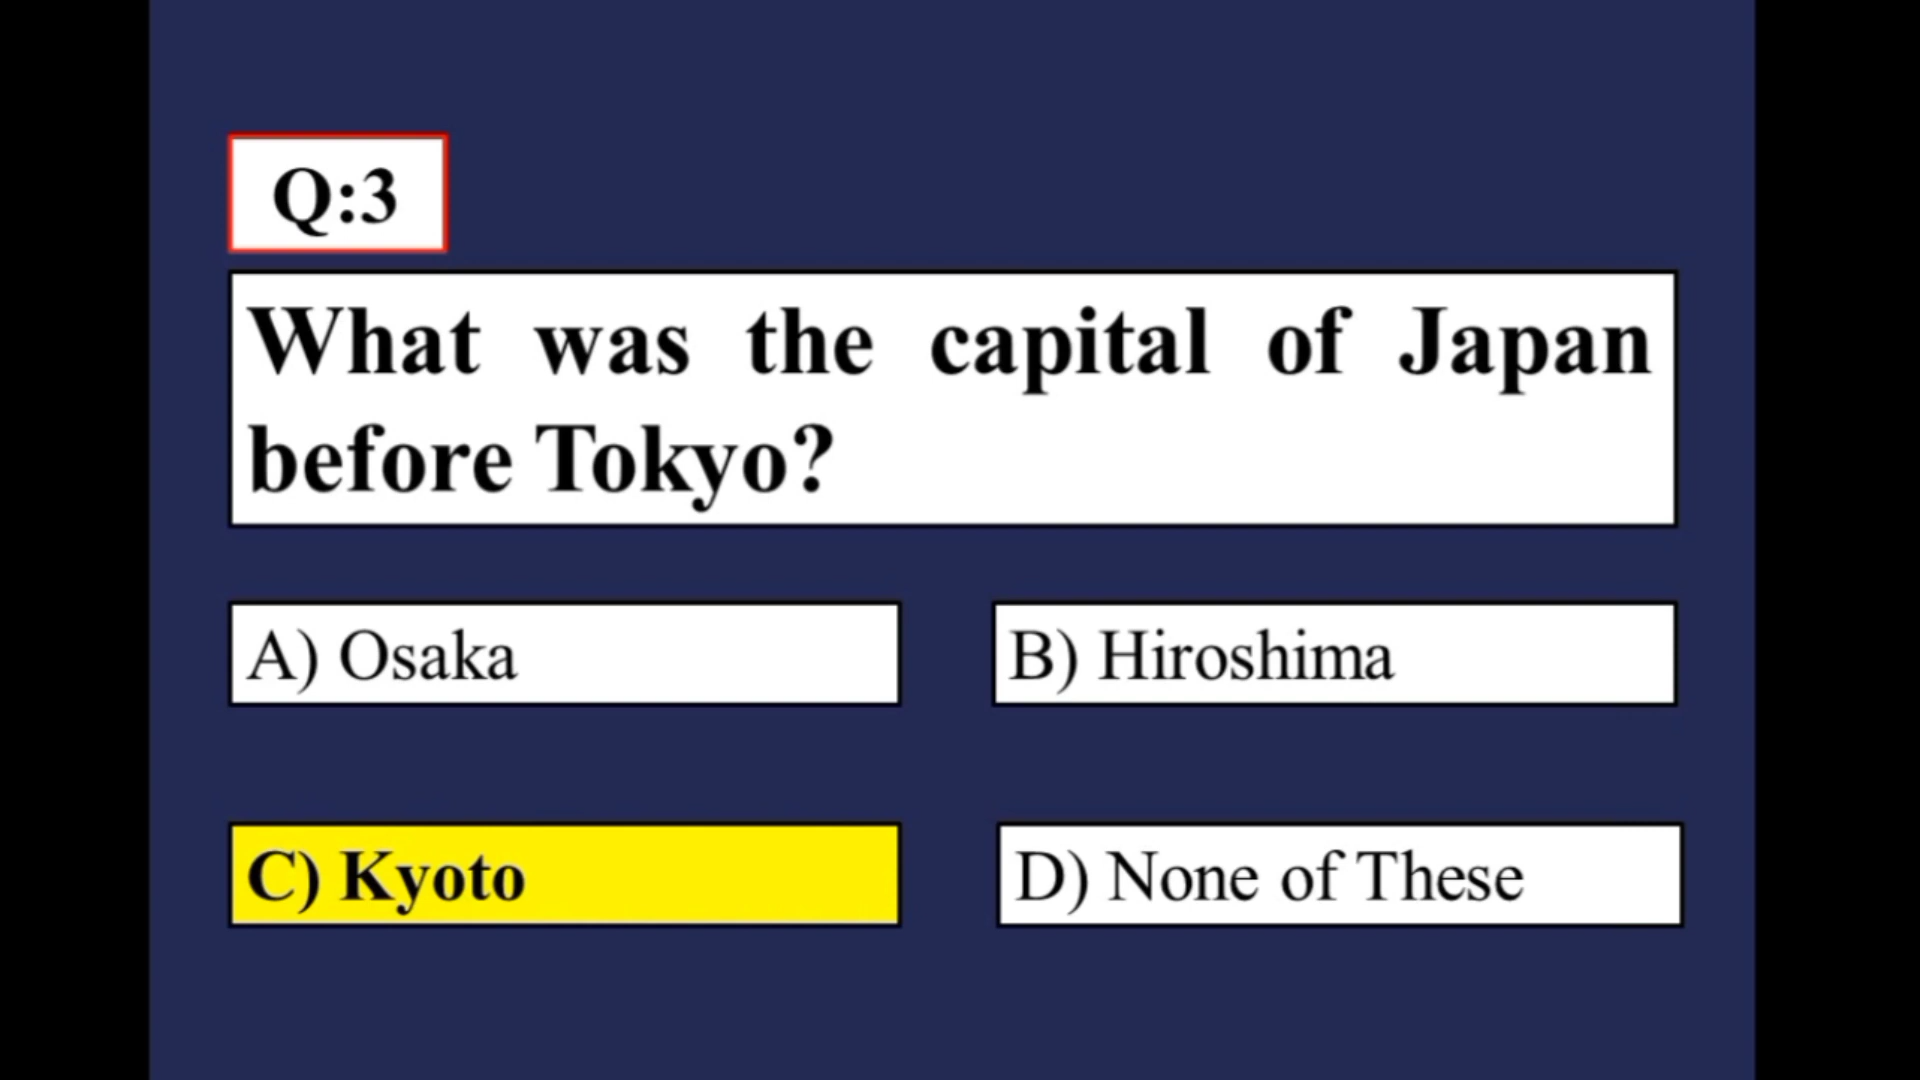 Q:3
What was the capital of Japan
before Tokyo?
A) Osaka
B) Hiroshima
C) Kyoto
D) None of These